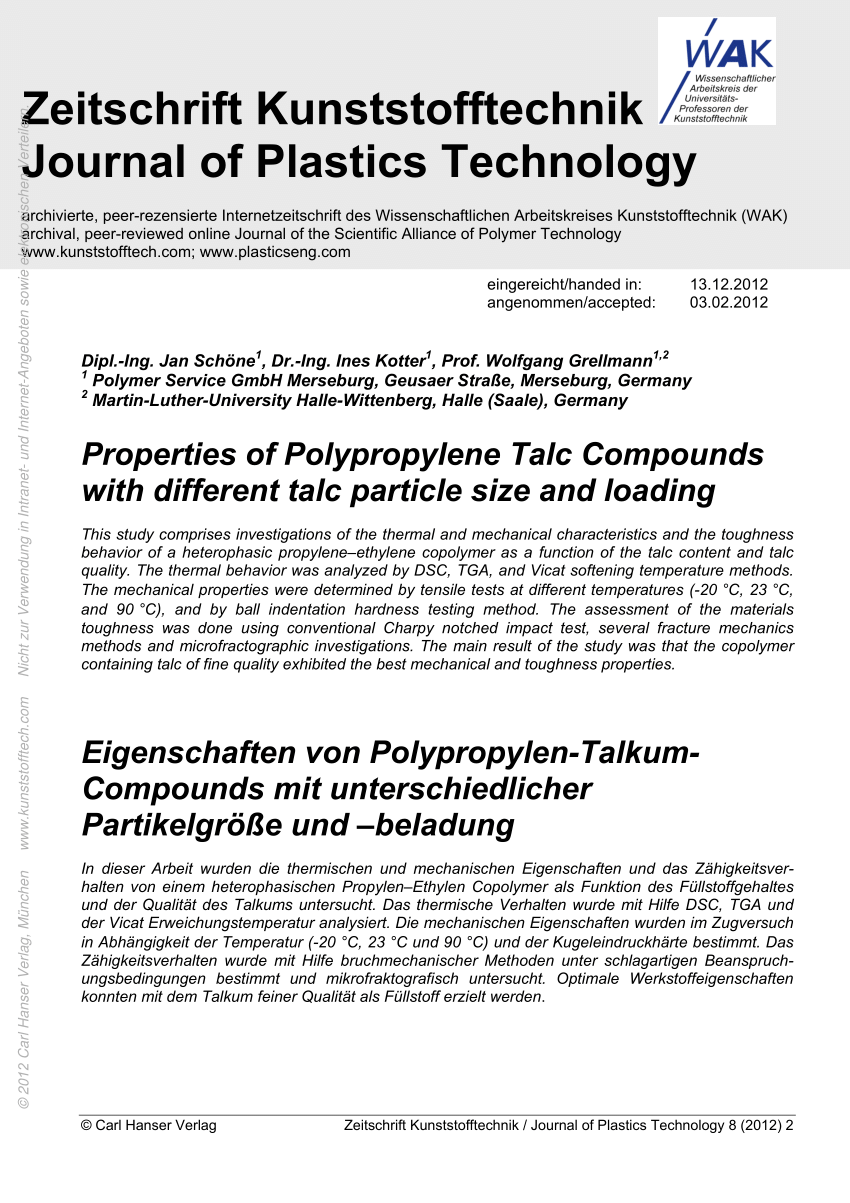 WAK
Wissenschaftlicher
Arbeitskreis der
Universitäts-
Professoren der
Kunststofftechnik
Zeitschrift Kunststofftechnik
Journal of Plastics Technology
archivierte, peer-rezensierte Internetzeitschrift des Wissenschaftlichen Arbeitskreises Kunststofftechnik (WAK)
archival, peer-reviewed online Journal of the Scientific Alliance of Polymer Technology
www.kunststofftech.com; www.plasticseng.com
eingereicht/handed in: 13.12.2012
angenommen/accepted: 03.02.2012
Dipl.-Ing. Jan Schöne1, Dr.-Ing. Ines Kotter1, Prof. Wolfgang Grellmann1,2
1 Polymer Service GmbH Merseburg, Geusaer Straße, Merseburg, Germany
2 Martin-Luther-University Halle-Wittenberg, Halle (Saale), Germany
Properties of Polypropylene Talc Compounds
with different talc particle size and loading
This study comprises investigations of the thermal and mechanical characteristics and the toughness
behavior of a heterophasic propylene–ethylene copolymer as a function of the talc content and talc
quality. The thermal behavior was analyzed by DSC, TGA, and Vicat softening temperature methods.
The mechanical properties were determined by tensile tests at different temperatures (-20 °C, 23 °C,
and 90 °C), and by ball indentation hardness testing method. The assessment of the materials
toughness was done using conventional Charpy notched impact test, several fracture mechanics
methods and microfractographic investigations. The main result of the study was that the copolymer
containing talc of fine quality exhibited the best mechanical and toughness properties.
Eigenschaften von Polypropylen-Talkum-
Compounds mit unterschiedlicher
Partikelgröße und –beladung
In dieser Arbeit wurden die thermischen und mechanischen Eigenschaften und das Zähigkeitsver-
halten von einem heterophasischen Propylen–Ethylen Copolymer als Funktion des Füllstoffgehaltes
und der Qualität des Talkums untersucht. Das thermische Verhalten wurde mit Hilfe DSC, TGA und
der Vicat Erweichungstemperatur analysiert. Die mechanischen Eigenschaften wurden im Zugversuch
in Abhängigkeit der Temperatur (-20 °C, 23 °C und 90 °C) und der Kugeleindruckhärte bestimmt. Das
Zähigkeitsverhalten wurde mit Hilfe bruchmechanischer Methoden unter schlagartigen Beanspruch-
ungsbedingungen bestimmt und mikrofraktografisch untersucht. Optimale Werkstoffeigenschaften
konnten mit dem Talkum feiner Qualität als Füllstoff erzielt werden.
© Carl Hanser Verlag Zeitschrift Kunststofftechnik / Journal of Plastics Technology 8 (2012) 2
© 2012 Carl Hanser Verlag, München www.kunststofftech.com Nicht zur Verwendung in Intranet- und Internet-Angeboten sowie elektronischen Verteilern